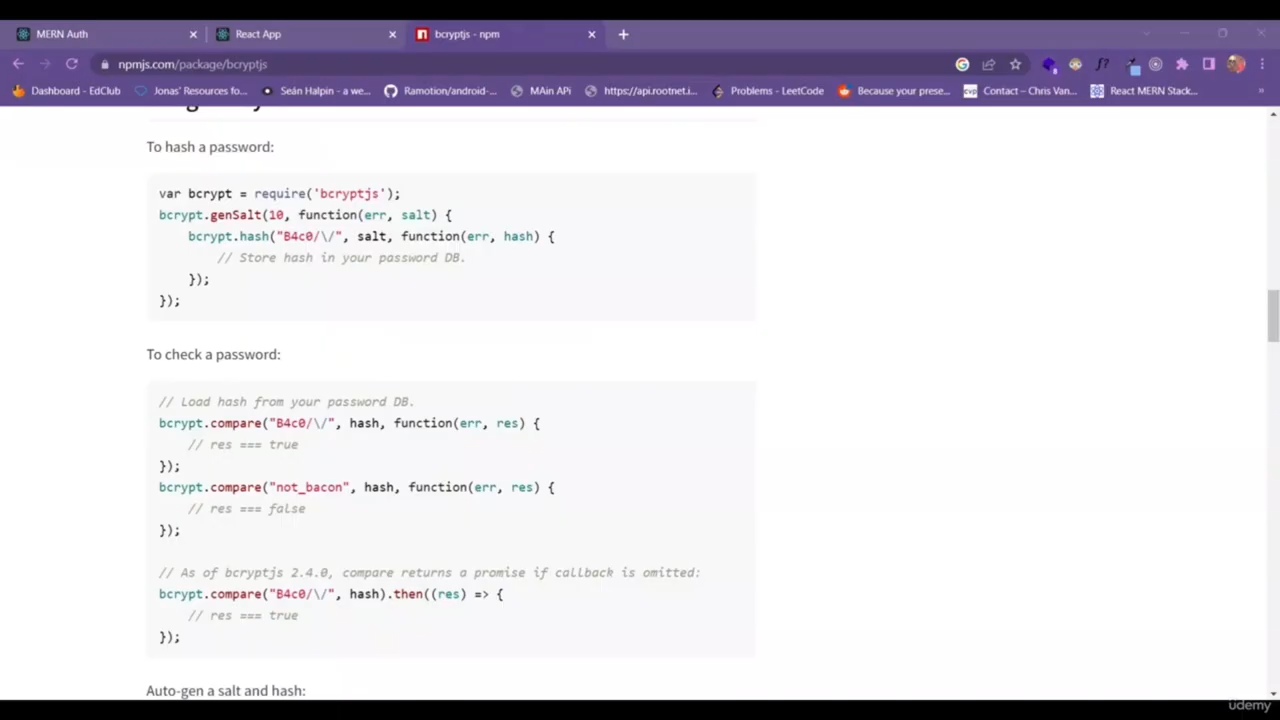 MERN Auth
React App
bcryptjs - npm
npmjs.com/package/bcryptjs
Dashboard - EdClub
Jonas' Resources fo...
Seán Halpin - a we...
Ramotion/android-...
MAin APi
https://api.rootnet.i...
Problems - LeetCode
Because your prese...
Contact – Chris Van...
React MERN Stack...
To hash a password:
var bcrypt = require('bcryptjs');
bcrypt.genSalt(10, function(err, salt) {
bcrypt.hash("B4c0/\/", salt, function(err, hash) {
// Store hash in your password DB.
});
});
To check a password:
// Load hash from your password DB.
bcrypt.compare("B4c0/\/", hash, function(err, res) {
// res === true
});
bcrypt.compare("not_bacon", hash, function(err, res) {
// res === false
});
// As of bcryptjs 2.4.0, compare returns a promise if callback is omitted:
bcrypt.compare("B4c0/\/", hash).then((res) => {
// res === true
});
Auto-gen a salt and hash:
udemy